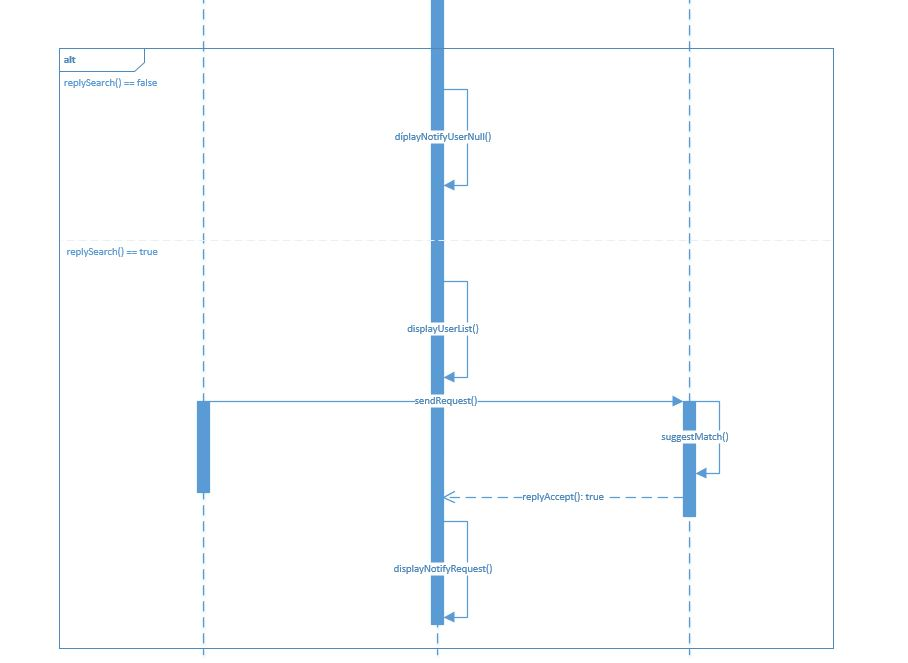 alt
replySearch() == false
diplayNotifyUserNull()
replySearch() == true
displayUserList()
sendRequest()
suggestMatch()
replyAccept(): true
displayNotifyRequest()